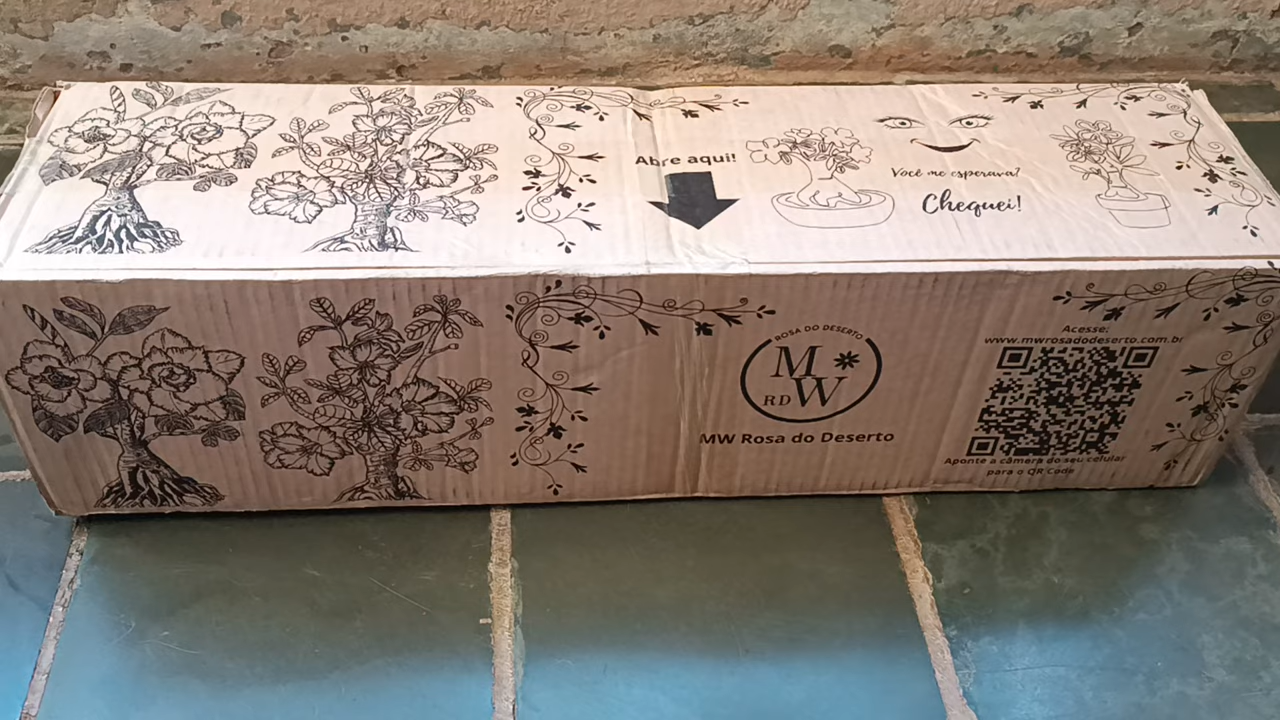 Abre aqui!
Você me esperava?
Cheguei!
ROSA DO DESERTO
MW
RD
MW Rosa do Deserto
Acesse:
www.mwrosadodeserto.com.br
Aponte a câmera do seu celular
para o QR Code